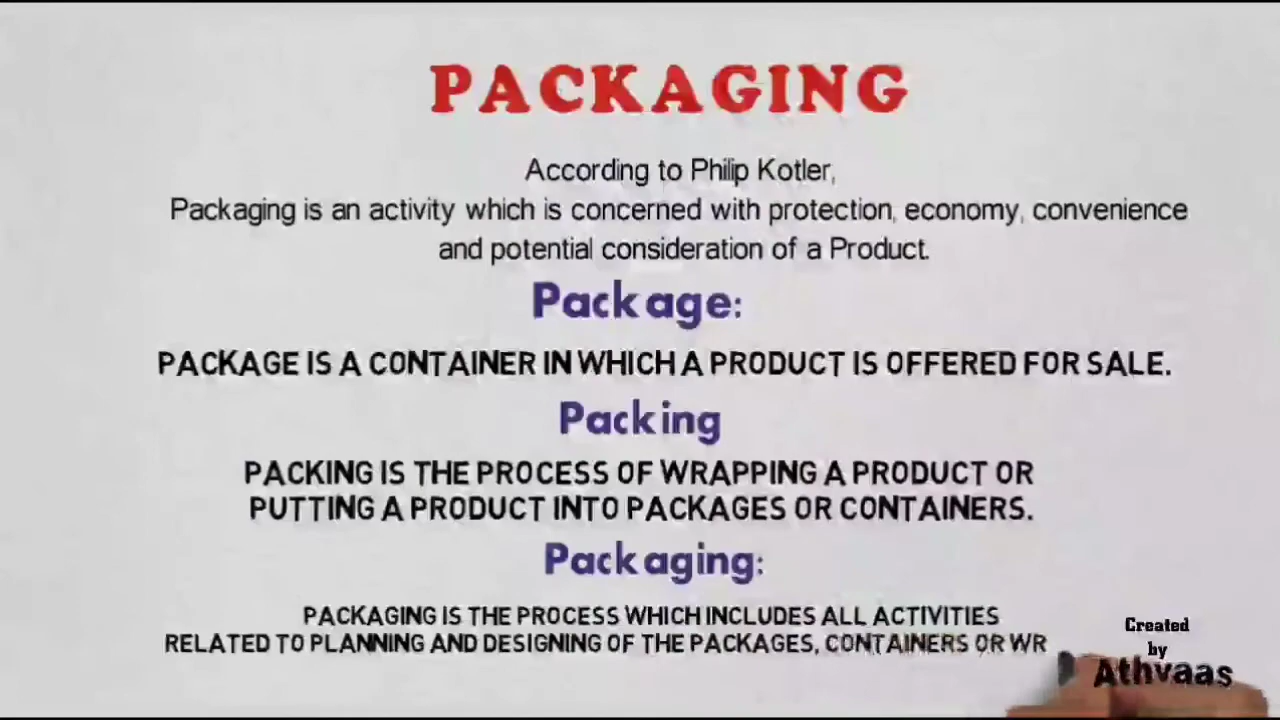 PACKAGING
According to Philip Kotler,
Packaging is an activity which is concerned with protection, economy, convenience
and potential consideration of a Product.
Package:
PACKAGE IS A CONTAINER IN WHICH A PRODUCT IS OFFERED FOR SALE.
Packing
PACKING IS THE PROCESS OF WRAPPING A PRODUCT OR
PUTTING A PRODUCT INTO PACKAGES OR CONTAINERS.
Packaging:
PACKAGING IS THE PROCESS WHICH INCLUDES ALL ACTIVITIES
RELATED TO PLANNING AND DESIGNING OF THE PACKAGES, CONTAINERS OR WR
Created
by
Athvaas